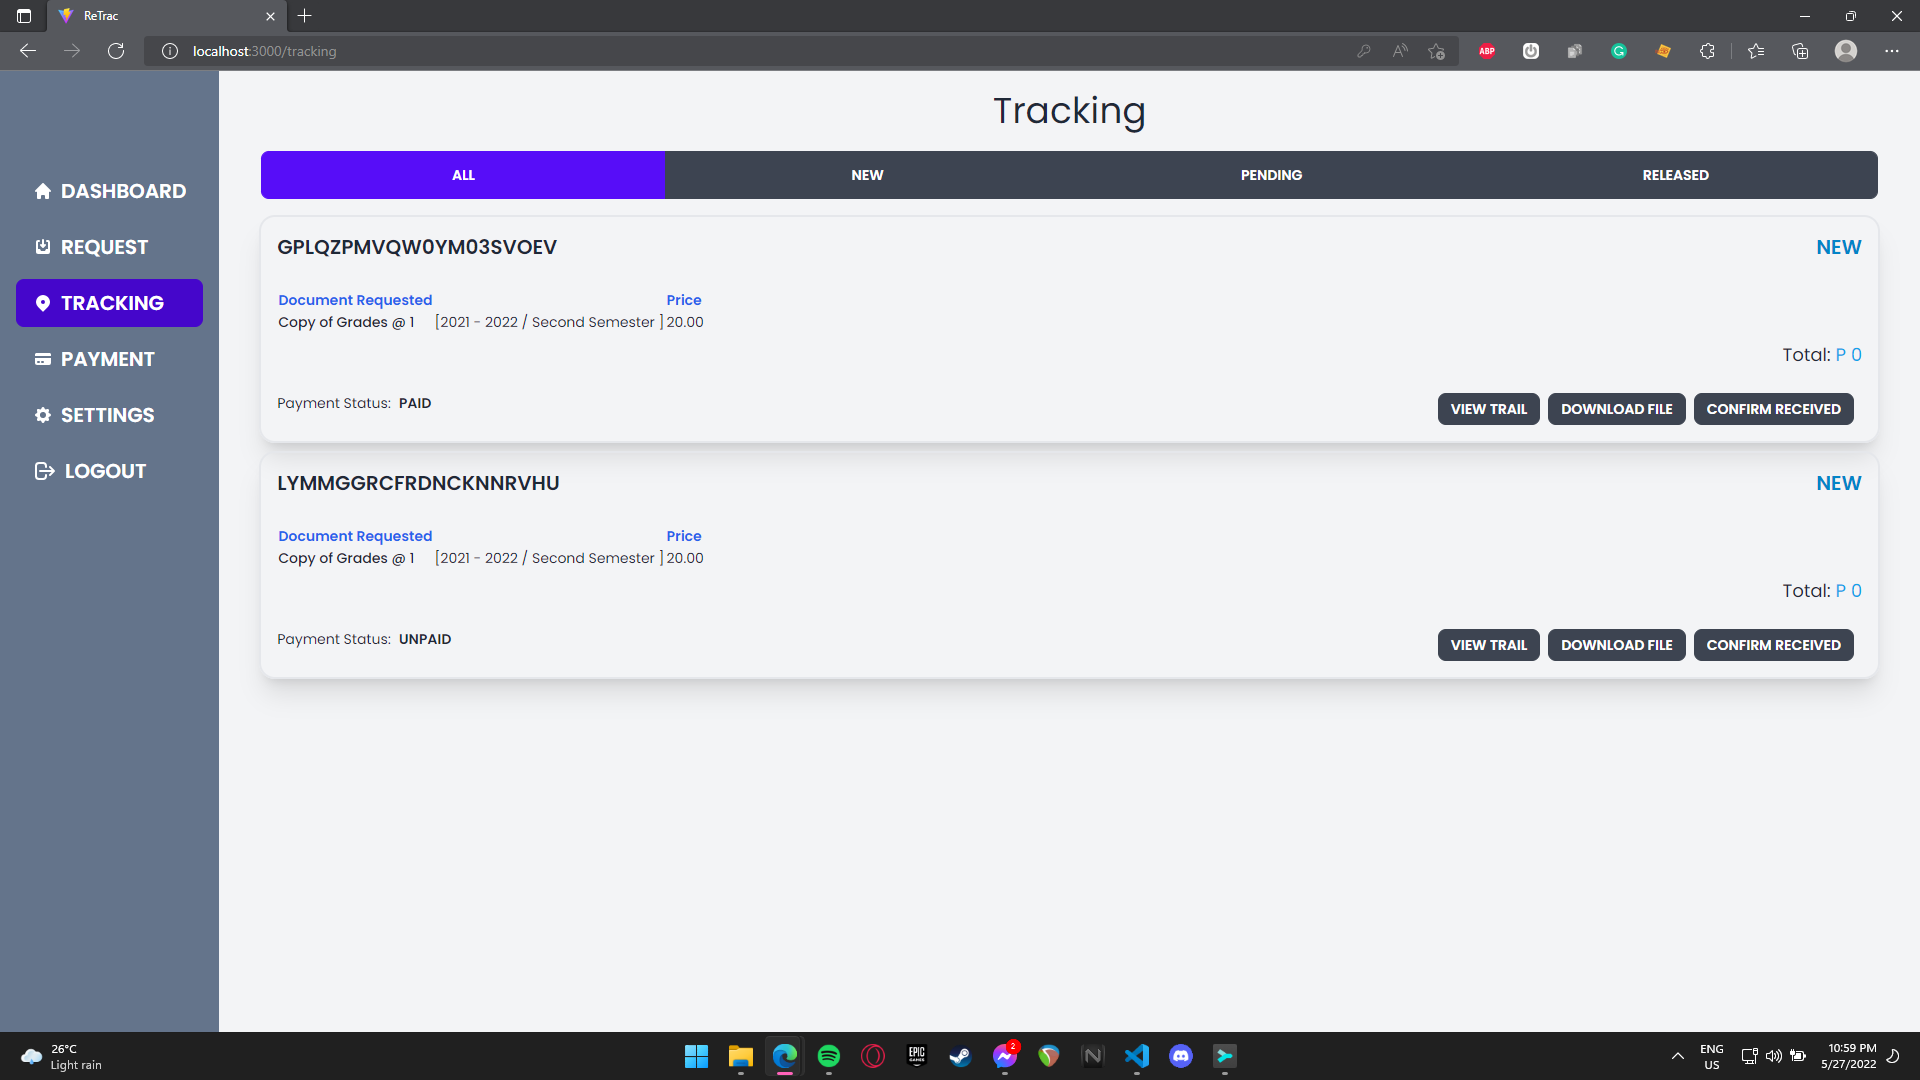 ReTrac
localhost:3000/tracking
ABP
Tracking
DASHBOARD
REQUEST
TRACKING
PAYMENT
SETTINGS
LOGOUT
ALL NEW PENDING RELEASED
GPLQZPMVQW0YM03SVOEV NEW
Document Requested Price
Copy of Grades @ 1 [2021 - 2022 / Second Semester ] 20.00
Total: P 0
Payment Status: PAID VIEW TRAIL DOWNLOAD FILE CONFIRM RECEIVED
LYMMGGRCFRDNCKNNRVHU NEW
Document Requested Price
Copy of Grades @ 1 [2021 - 2022 / Second Semester ] 20.00
Total: P 0
Payment Status: UNPAID VIEW TRAIL DOWNLOAD FILE CONFIRM RECEIVED
26°C
Light rain
EPIC
GAMES
2
ENG
US
10:59 PM
5/27/2022